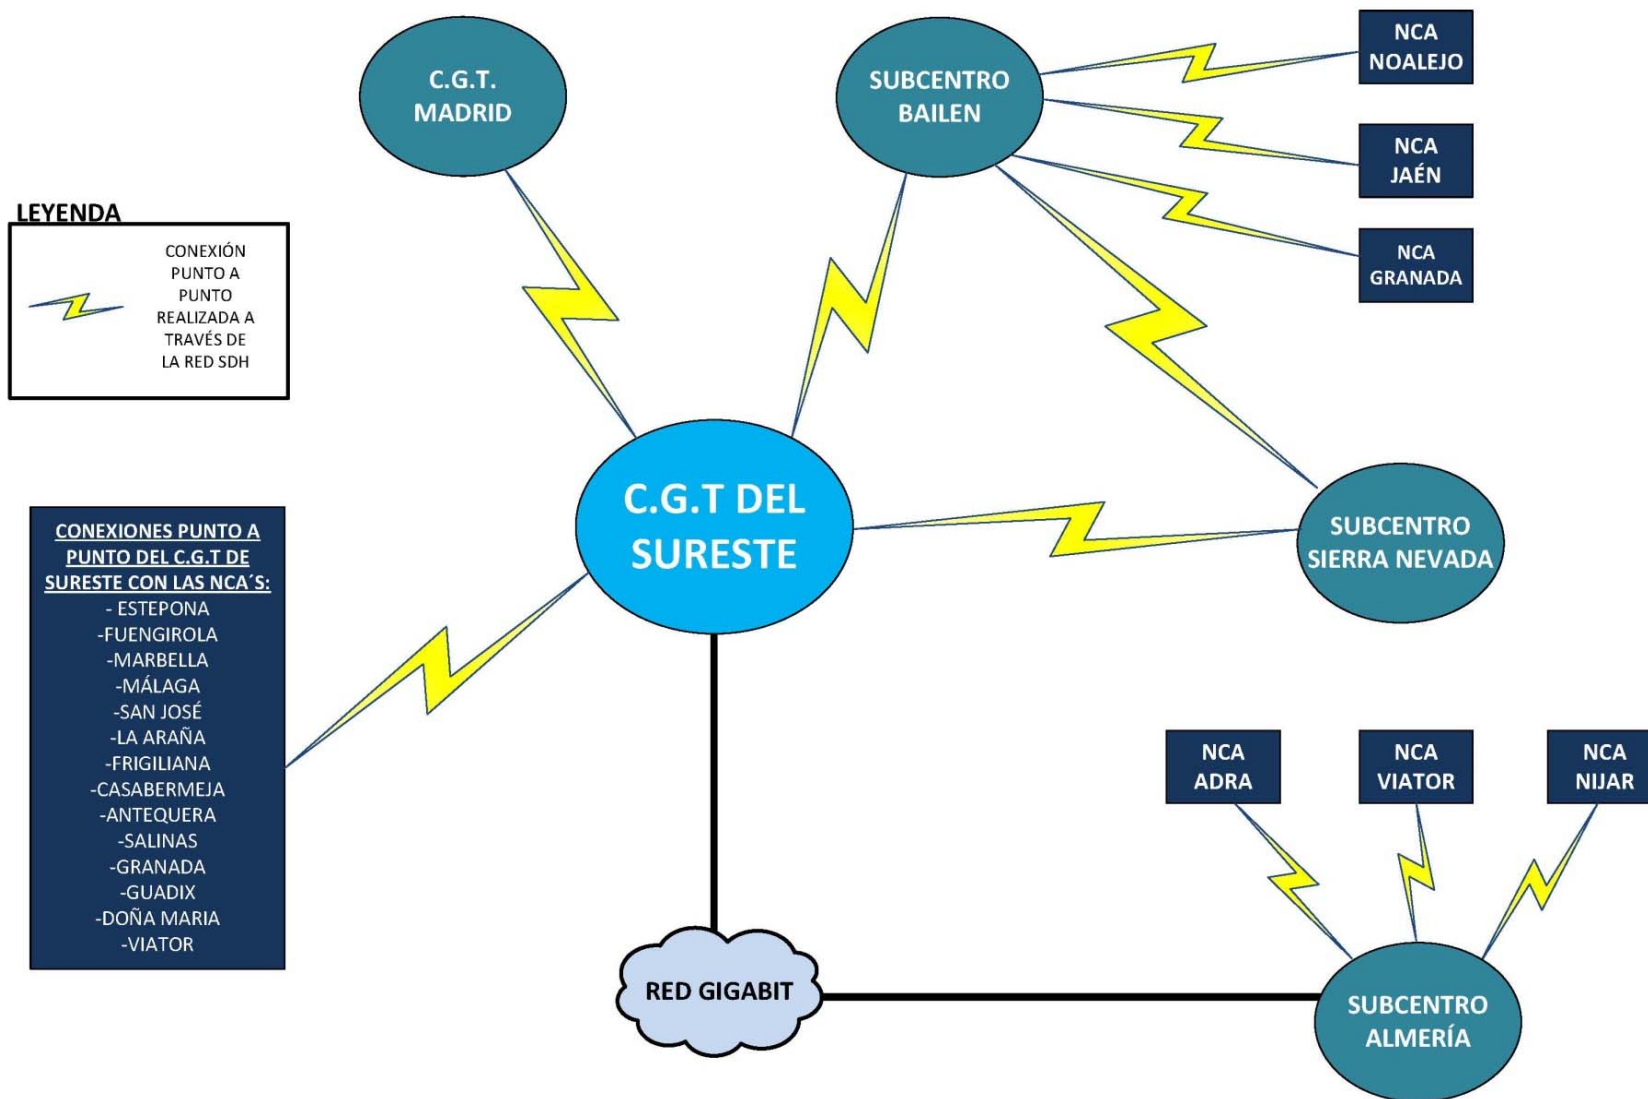 C.G.T.
MADRID
SUBCENTRO
BAILEN
NCA
NOALEJO
NCA
JAÉN
NCA
GRANADA
LEYENDA
CONEXIÓN
PUNTO A
PUNTO
REALIZADA A
TRAVÉS DE
LA RED SDH
C.G.T DEL
SURESTE
SUBCENTRO
SIERRA NEVADA
CONEXIONES PUNTO A
PUNTO DEL C.G.T DE
SURESTE CON LAS NCA´S:
- ESTEPONA
-FUENGIROLA
-MARBELLA
-MÁLAGA
-SAN JOSÉ
-LA ARAÑA
-FRIGILIANA
-CASABERMEJA
-ANTEQUERA
-SALINAS
-GRANADA
-GUADIX
-DOÑA MARIA
-VIATOR
NCA
ADRA
NCA
VIATOR
NCA
NIJAR
RED GIGABIT
SUBCENTRO
ALMERÍA